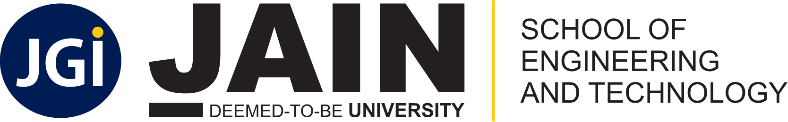 JGi
JAIN
DEEMED-TO-BE UNIVERSITY
SCHOOL OF
ENGINEERING
AND TECHNOLOGY